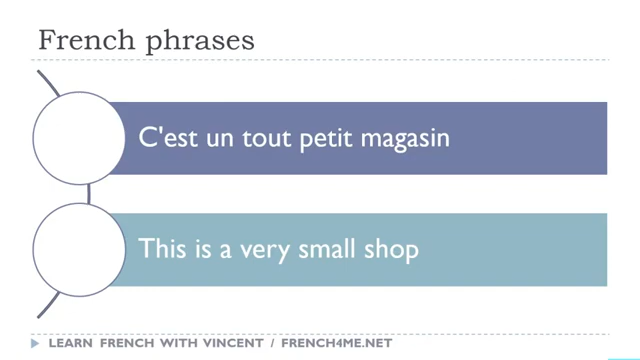 French phrases
C'est un tout petit magasin
This is a very small shop
LEARN FRENCH WITH VINCENT / FRENCH4ME.NET